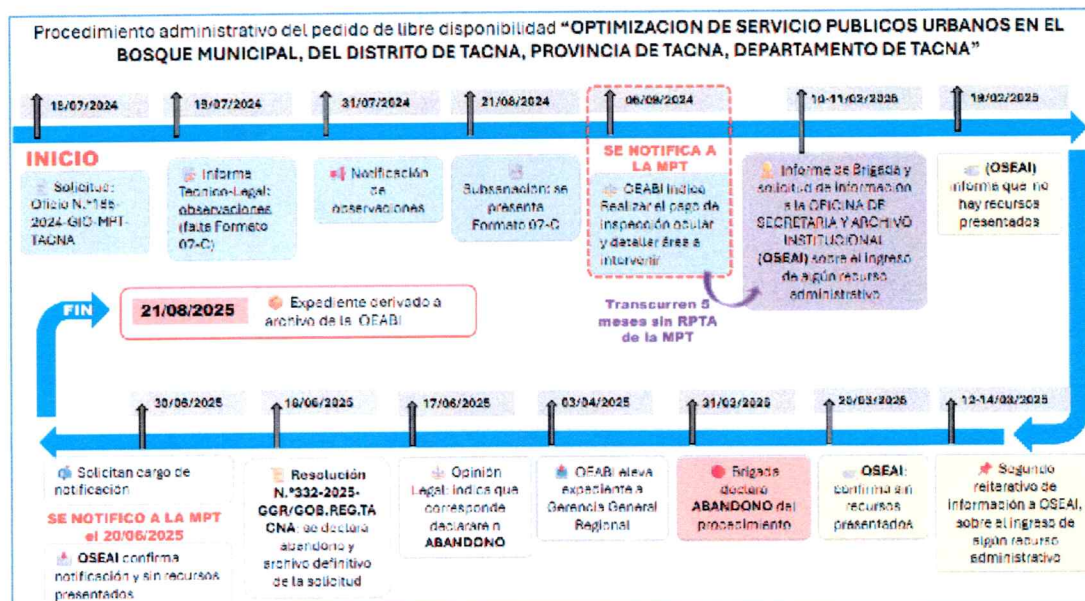 Procedimiento administrativo del pedido de libre disponibilidad "OPTIMIZACION DE SERVICIO PUBLICOS URBANOS EN EL
BOSQUE MUNICIPAL, DEL DISTRITO DE TACNA, PROVINCIA DE TACNA, DEPARTAMENTO DE TACNA"
/07/2024
/07/2024
31/07/2024
21/08/2024
06/09/2024
10-11/02/2025
/02/2025
INICIO
Solicitud:
Oficio N.°
2024-GIO-MPT-
TACNA
Informe
Tecnico-Legal:
observaciones
(falta Formato
07-C)
Notificación
de
observaciones
Subsanación: se
presenta
Formato 07-C
SE NOTIFICA A
LA MPT
OEABI indica
Realizar el pago de
inspección ocular
y detallar área a
intervenir
Informe de Brigada y
solicitud de información
a la OFICINA DE
SECRETARIA Y ARCHIVO
INSTITUCIONAL
(OSEAI) sobre el ingreso
de algún recurso
administrativo
(OSEAI)
informa que no
hay recursos
presentados
Transcurren 5
meses sin RPTA
de la MPT
FIN
21/08/2025
Expediente derivado a
archivo de la OEABI
30/06/2025
/06/2025
17/06/2025
03/04/2025
31/03/2025
/03/2025
12-14/03/2025
Solicitan cargo de
notificación
SE NOTIFICO A LA MPT
el 20/06/2025
OSEAI confirma
notificación y sin recursos
presentados
Resolución
N.°332-2025-
GGR/GOB.REG.TA
CNA: se declara
abandono y
archivo definitivo
de la solicitud
Opinión
Legal: indica que
corresponde
declarar en
ABANDONO
OEABI eleva
expediente a
Gerencia General
Regional
Brigada
declara
ABANDONO del
procedimiento
OSEAI:
confirma sin
recursos
presentados
Segundo
reiterativo de
información a OSEAI,
sobre el ingreso de
algún recurso
administrativo